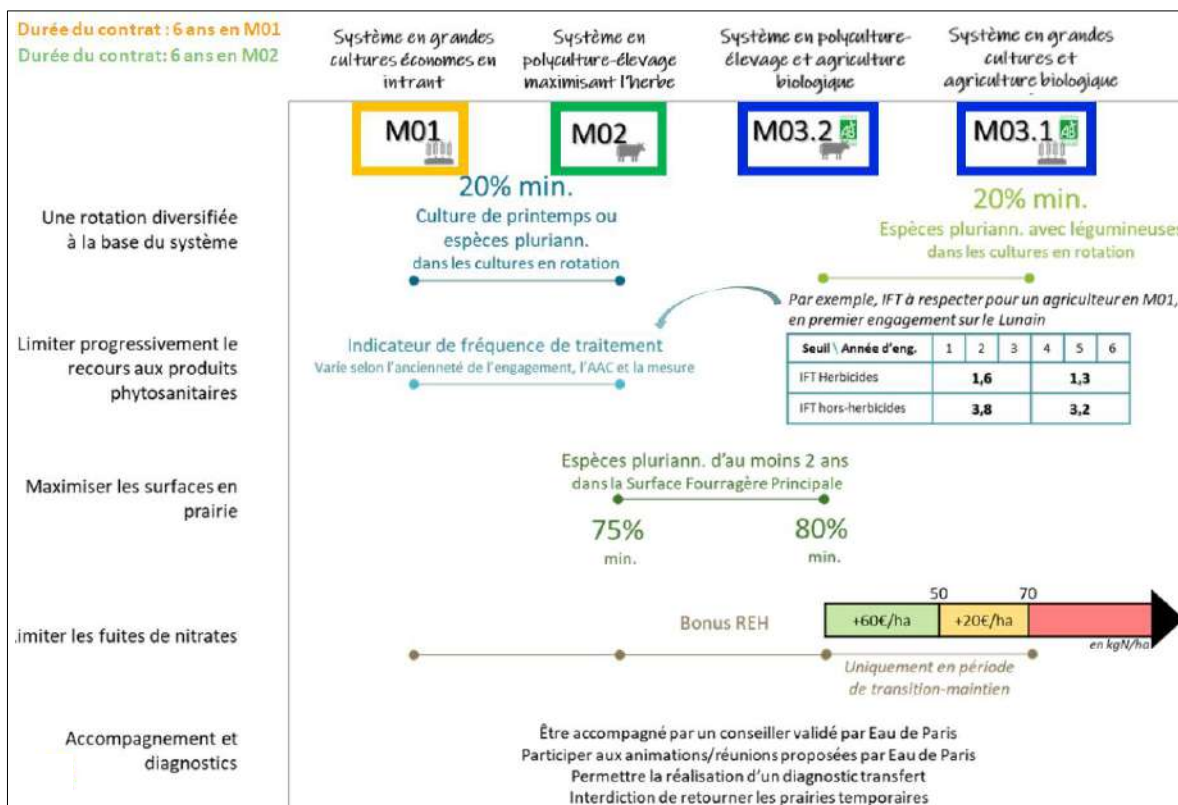 Durée du contrat : 6 ans en M01
Durée du contrat: 6 ans en M02
Système en grandes
cultures économes en
intrant
Système en
polyculture-élevage
maximisant l'herbe
Système en polyculture-
élevage et agriculture
biologique
Système en grandes
cultures et
agriculture biologique
M01
M02
M03.2 AB
M03.1 AB
Une rotation diversifiée
à la base du système
20% min.
Culture de printemps ou
espèces pluriann.
dans les cultures en rotation
20% min.
Espèces pluriann. avec légumineuses
dans les cultures en rotation
Limiter progressivement le
recours aux produits
phytosanitaires
Indicateur de fréquence de traitement
Varie selon l'ancienneté de l'engagement, l'AAC et la mesure
Par exemple, IFT à respecter pour un agriculteur en M01,
en premier engagement sur le Lunain
Seuil \ Année d'eng. 1 2 3 4 5 6
IFT Herbicides 1,6 1,3
IFT hors-herbicides 3,8 3,2
Maximiser les surfaces en
prairie
Espèces pluriann. d'au moins 2 ans
dans la Surface Fourragère Principale
75%
min.
80%
min.
imiter les fuites de nitrates
Bonus REH
50 70
+60€/ha +20€/ha
en kgN/ha
Uniquement en période
de transition-maintien
Accompagnement et
diagnostics
Être accompagné par un conseiller validé par Eau de Paris
Participer aux animations/réunions proposées par Eau de Paris
Permettre la réalisation d'un diagnostic transfert
Interdiction de retourner les prairies temporaires